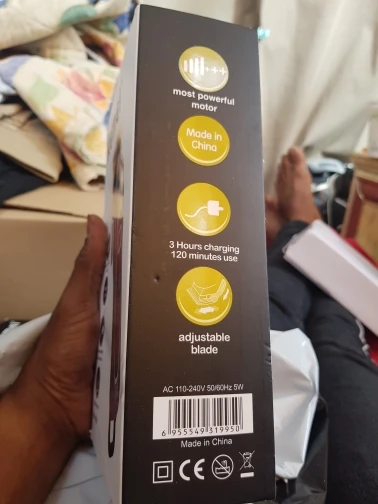 +++
most powerful
motor
Made in
China
3 Hours charging
120 minutes use
adjustable
blade
AC 110-240V 50/60Hz 5W
6 955549 319950
Made in China
CE